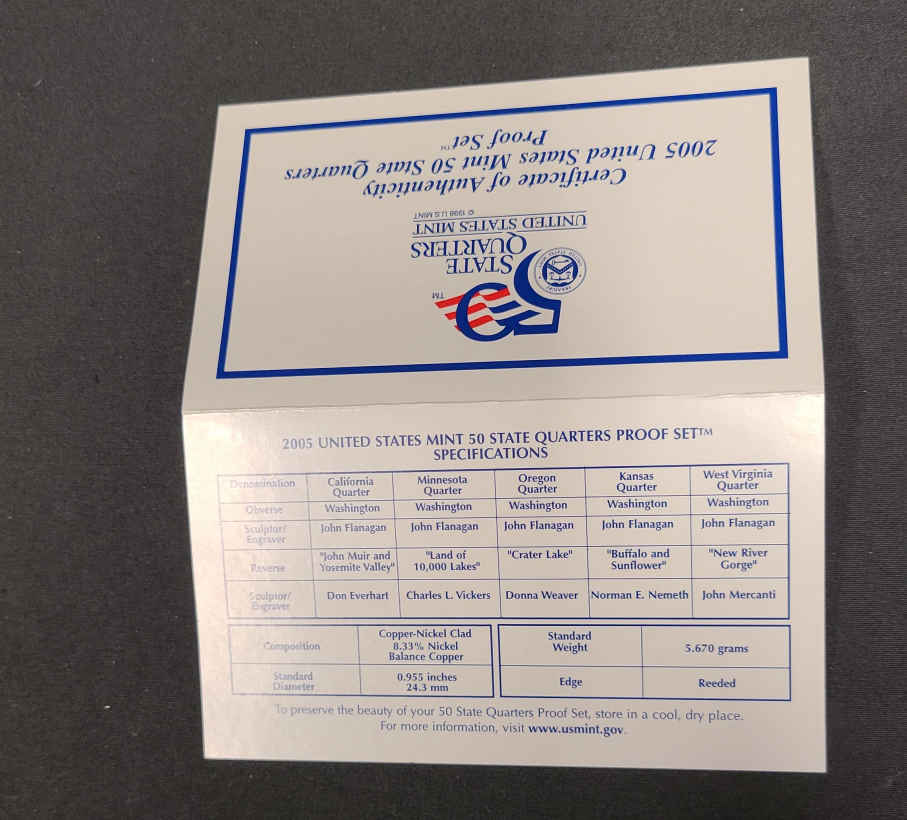 Certificate of Authenticity
2005 United States Mint 50 State Quarters
Proof Set™
© 1998 U.S. MINT
UNITED STATES MINT
QUARTERS
STATE
50
TM
2005 UNITED STATES MINT 50 STATE QUARTERS PROOF SET™
SPECIFICATIONS
Denomination California Quarter Minnesota Quarter Oregon Quarter Kansas Quarter West Virginia Quarter
Obverse Washington Washington Washington Washington Washington
Sculptor/Engraver John Flanagan John Flanagan John Flanagan John Flanagan John Flanagan
Reverse "John Muir and Yosemite Valley" "Land of 10,000 Lakes" "Crater Lake" "Buffalo and Sunflower" "New River Gorge"
Sculptor/Engraver Don Everhart Charles L. Vickers Donna Weaver Norman E. Nemeth John Mercanti
Composition Copper-Nickel Clad 8.33% Nickel Balance Copper Standard Weight 5.670 grams
Standard Diameter 0.955 inches 24.3 mm Edge Reeded
To preserve the beauty of your 50 State Quarters Proof Set, store in a cool, dry place.
For more information, visit www.usmint.gov.